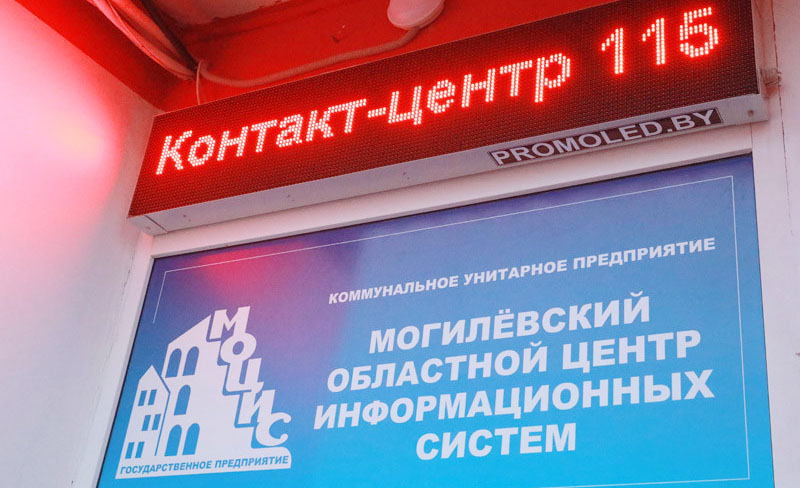 Контакт-центр 115
PROMOLED.BY
КОММУНАЛЬНОЕ УНИТАРНОЕ ПРЕДПРИЯТИЕ
МОГИЛЁВСКИЙ
ОБЛАСТНОЙ ЦЕНТР
ИНФОРМАЦИОННЫХ
СИСТЕМ
МОЦИС
ГОСУДАРСТВЕННОЕ ПРЕДПРИЯТИЕ